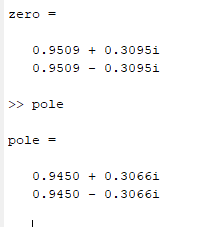 zero =
0.9509 + 0.3095i
0.9509 - 0.3095i
>> pole
pole =
0.9450 + 0.3066i
0.9450 - 0.3066i